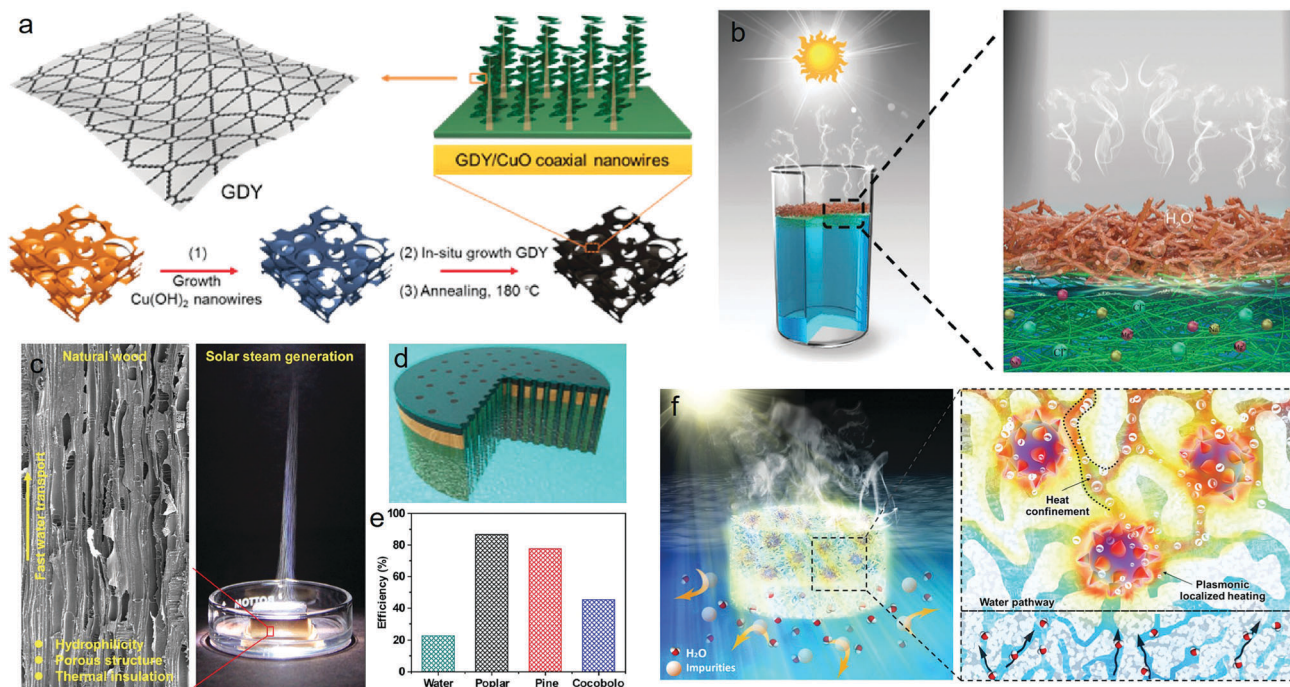 a
GDY
GDY/CuO coaxial nanowires
(1)
Growth
Cu(OH)₂ nanowires
(2) In-situ growth GDY
(3) Annealing, 180 °C
b
H₂O
Cl⁻
c
Natural wood
Fast water transport
Hydrophilicity
Porous structure
Thermal insulation
Solar steam generation
d
e
Efficiency (%)
100
80
60
40
20
0
Water
Poplar
Pine
Cocobolo
f
H₂O
Impurities
Heat
confinement
Plasmonic
localized heating
Water pathway